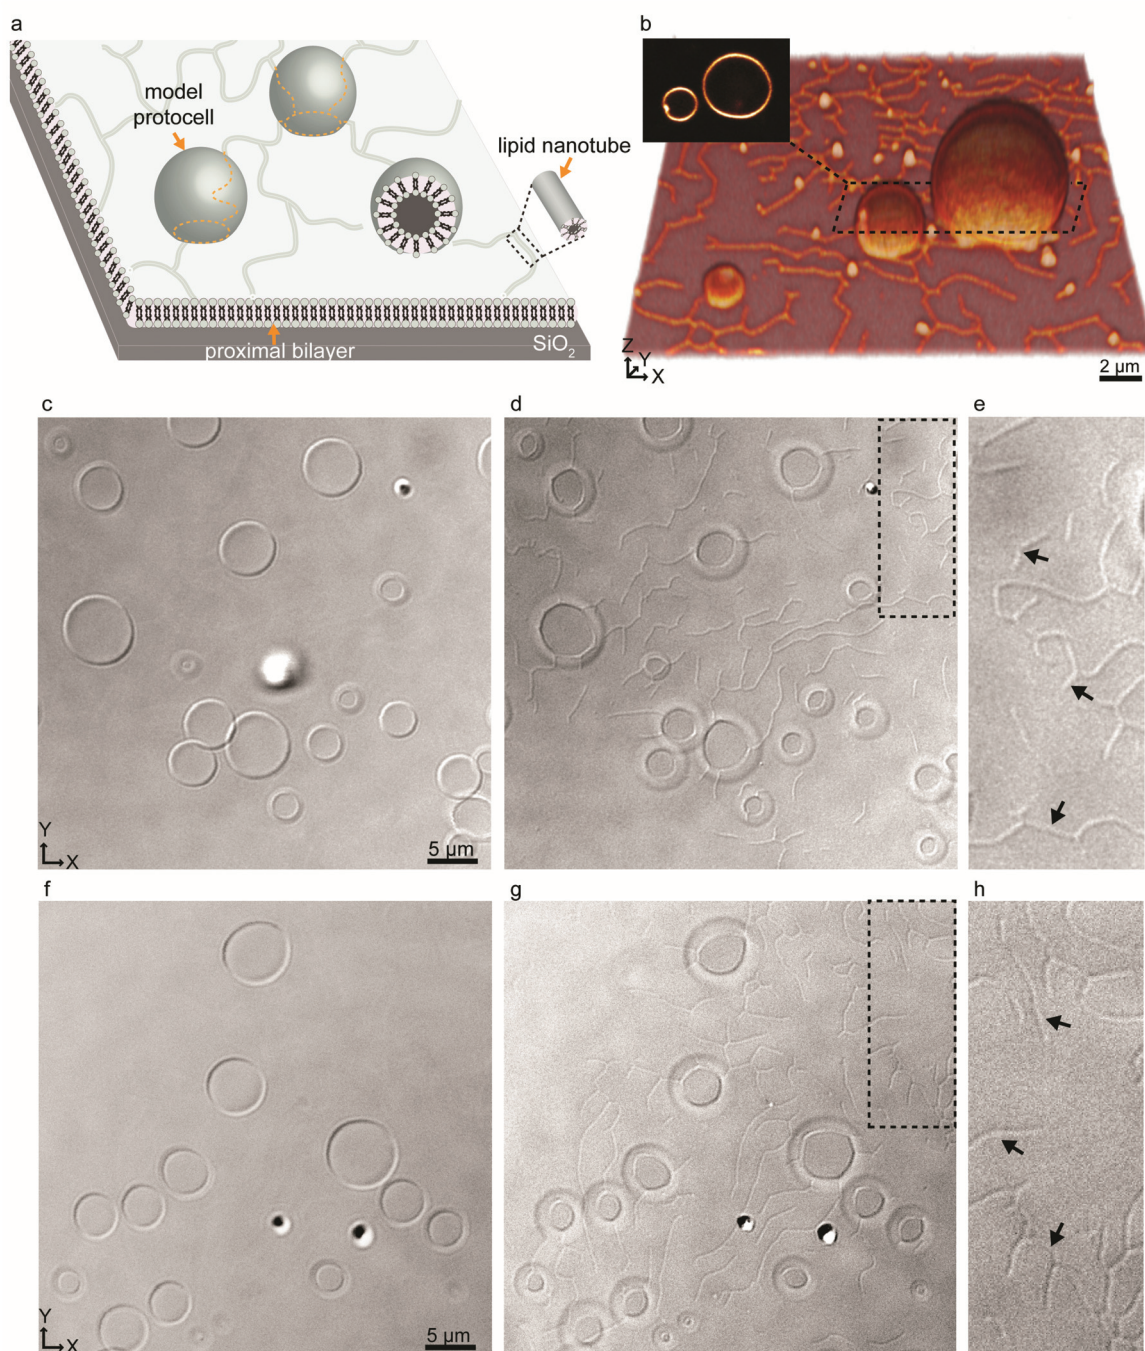 a
model
protocell
lipid nanotube
proximal bilayer
SiO₂
b
Z
Y
X
2 µm
c
d
e
Y
X
5 µm
f
g
h
Y
X
5 µm